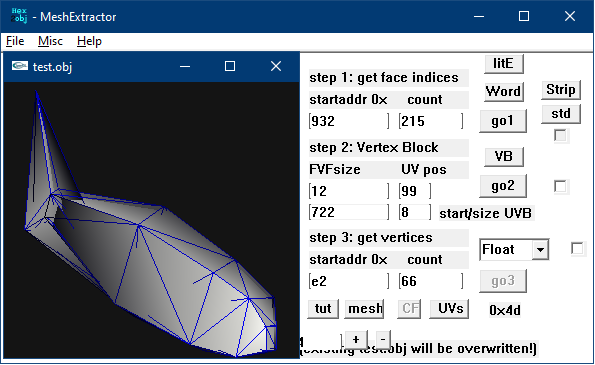 Hex 2obj - MeshExtractor
File Misc Help
test.obj
litE
step 1: get face indices
Word Strip
startaddr 0x count
std
932 215 go1
step 2: Vertex Block
VB
FVFsize UV pos
12 99 go2
722 8 start/size UVB
step 3: get vertices
Float
startaddr 0x count
e2 66 go3
tut mesh CF UVs 0x4d
+ -
(existing test.obj will be overwritten!)